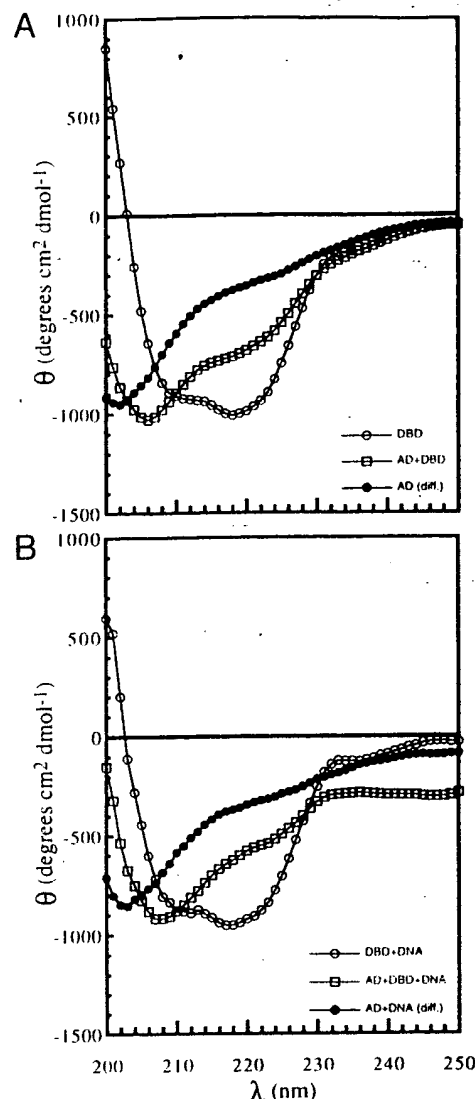 A
1000
500
0
-500
-1000
-1500
θ (degrees cm² dmol⁻¹)
DBD
AD+DBD
AD (diff.)
B
1000
500
0
-500
-1000
-1500
θ (degrees cm² dmol⁻¹)
DBD+DNA
AD+DBD+DNA
AD+DNA (diff.)
200 210 220 230 240 250
λ (nm)